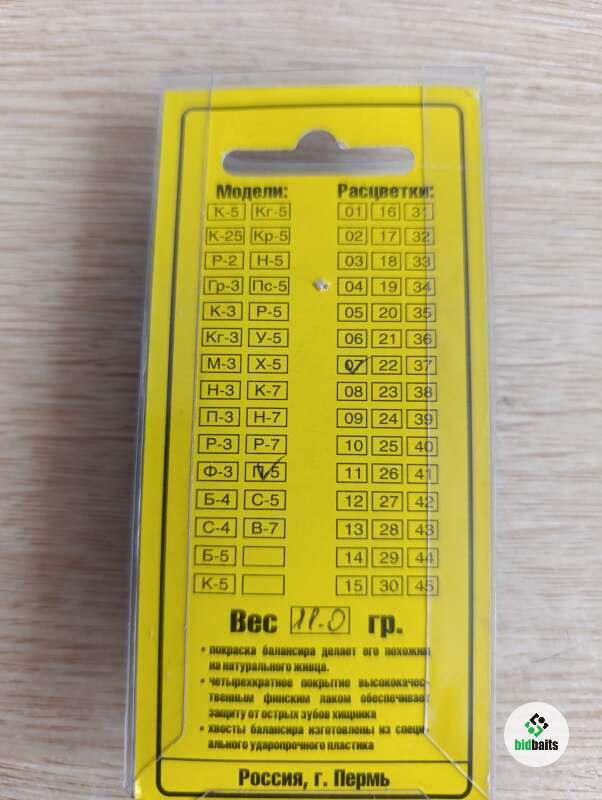 Модели: Расцветки:
К-5 Кг-5 01 16 31
К-25 Кр-5 02 17 32
Р-2 Н-5 03 18 33
Гр-3 Пс-5 04 19 34
К-3 Р-5 05 20 35
Кг-3 У-5 06 21 36
М-3 Х-5 07 22 37
Н-3 К-7 08 23 38
П-3 Н-7 09 24 39
Р-3 Р-7 10 25 40
Ф-3 П-5 11 26 41
Б-4 С-5 12 27 42
С-4 В-7 13 28 43
Б-5 14 29 44
К-5 15 30 45
Вес 11.0 гр.
• покраска балансира делает его похожим
на натурального живца.
• четырехкратное покрытие высококачес-
твенным финским лаком обеспечивает
защиту от острых зубов хищника
• хвосты балансира изготовлены из специ-
ального ударопрочного пластика
Россия, г. Пермь
bidbaits